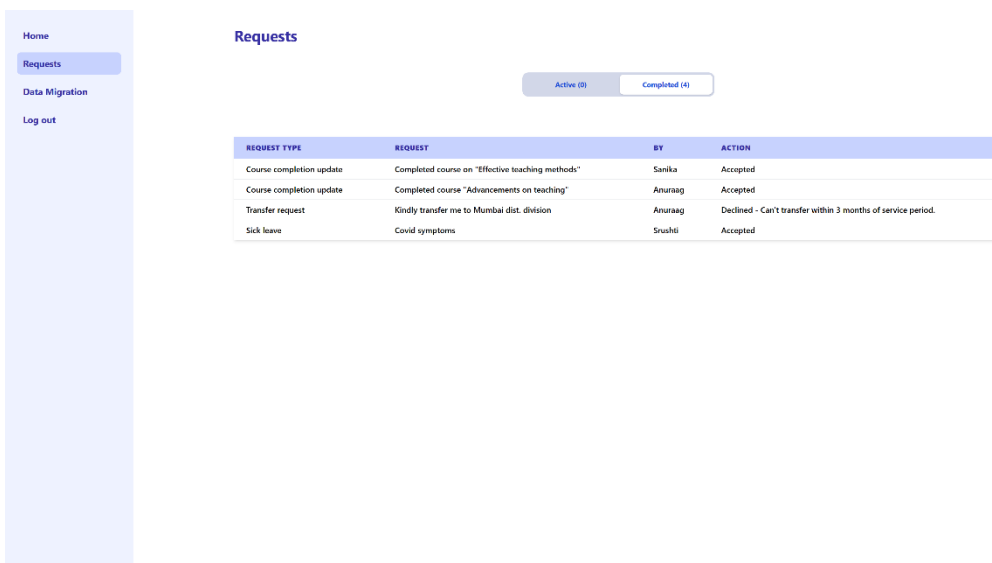 Home
Requests
Data Migration
Log out
Requests
Active (0) Completed (4)
REQUEST TYPE REQUEST BY ACTION
Course completion update Completed course on "Effective teaching methods" Sanika Accepted
Course completion update Completed course "Advancements on teaching" Anuraag Accepted
Transfer request Kindly transfer me to Mumbai dist. division Anuraag Declined - Can't transfer within 3 months of service period.
Sick leave Covid symptoms Srushti Accepted